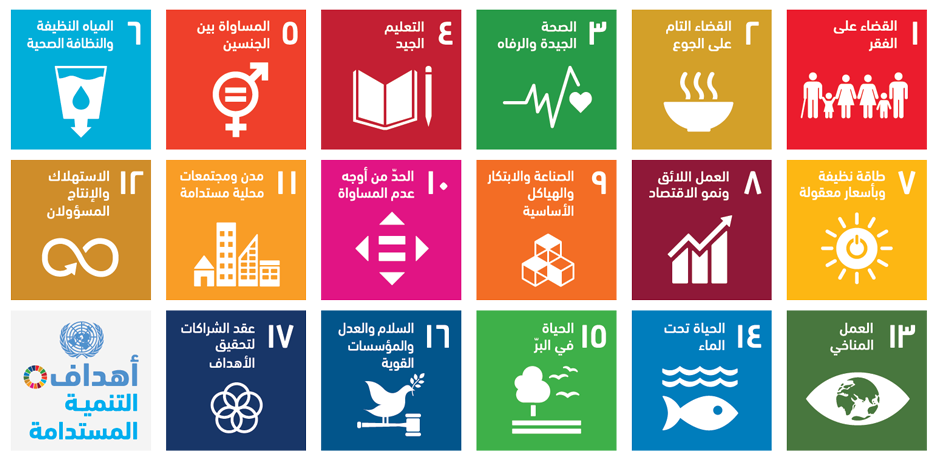 ١
القضاء على
الفقر
٢
القضاء التام
على الجوع
٣
الصحة
الجيدة والرفاه
٤
التعليم
الجيد
٥
المساواة بين
الجنسين
٦
المياه النظيفة
والنظافة الصحية
٧
طاقة نظيفة
وبأسعار معقولة
٨
العمل اللائق
ونمو الاقتصاد
٩
الصناعة والابتكار
والهياكل
الأساسية
١٠
الحدّ من أوجه
عدم المساواة
١١
مدن ومجتمعات
محلية مستدامة
١٢
الاستهلاك
والإنتاج
المسؤولان
١٣
العمل
المناخي
١٤
الحياة تحت
الماء
١٥
الحياة
في البرّ
١٦
السلام والعدل
والمؤسسات
القوية
١٧
عقد الشراكات
لتحقيق
الأهداف
أهداف
التنمية
المستدامة